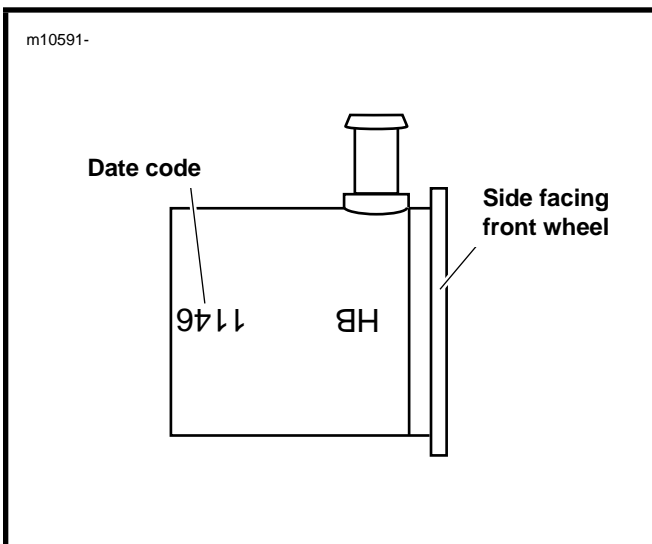 m10591-
Date code
Side facing
front wheel
1146
HB